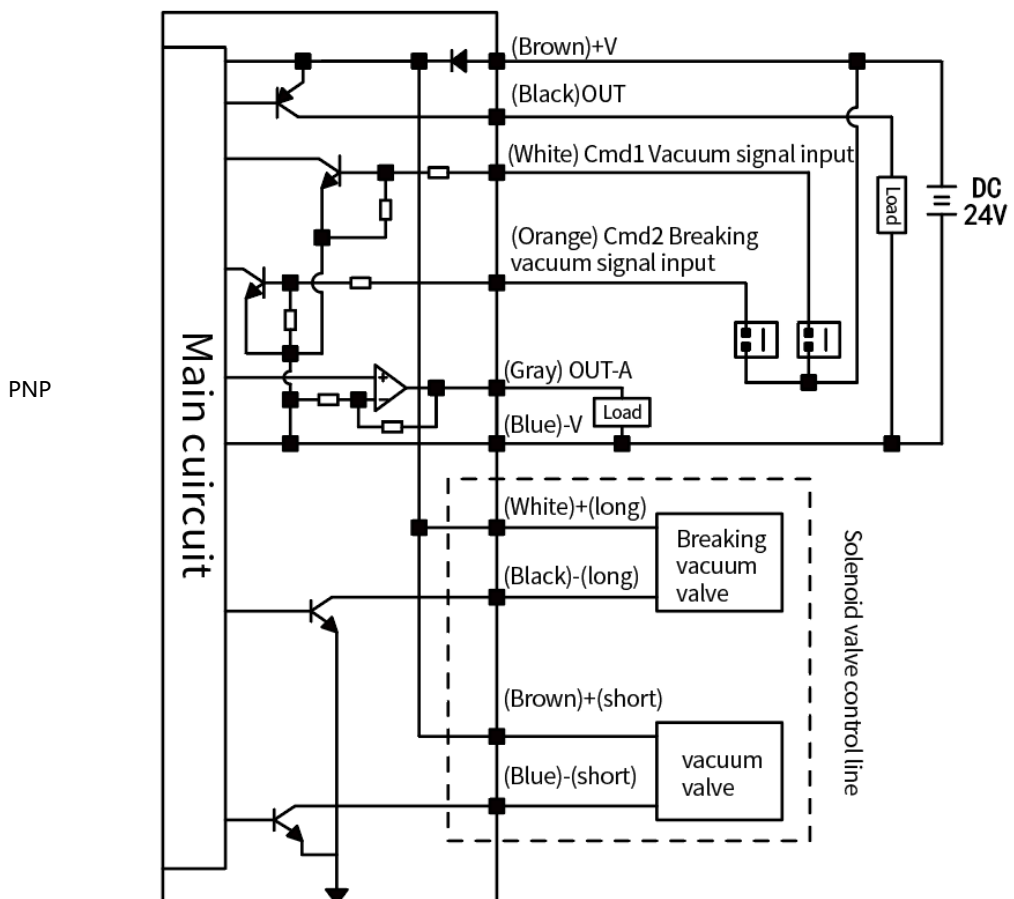 (Brown)+V
(Black)OUT
(White) Cmd1 Vacuum signal input
DC
24V
Load
(Orange) Cmd2 Breaking
vacuum signal input
PNP
Main cuircuit
+
−
(Gray) OUT-A
Load
(Blue)-V
(White)+(long)
Breaking
vacuum
valve
(Black)-(long)
Solenoid valve control line
(Brown)+(short)
vacuum
valve
(Blue)-(short)